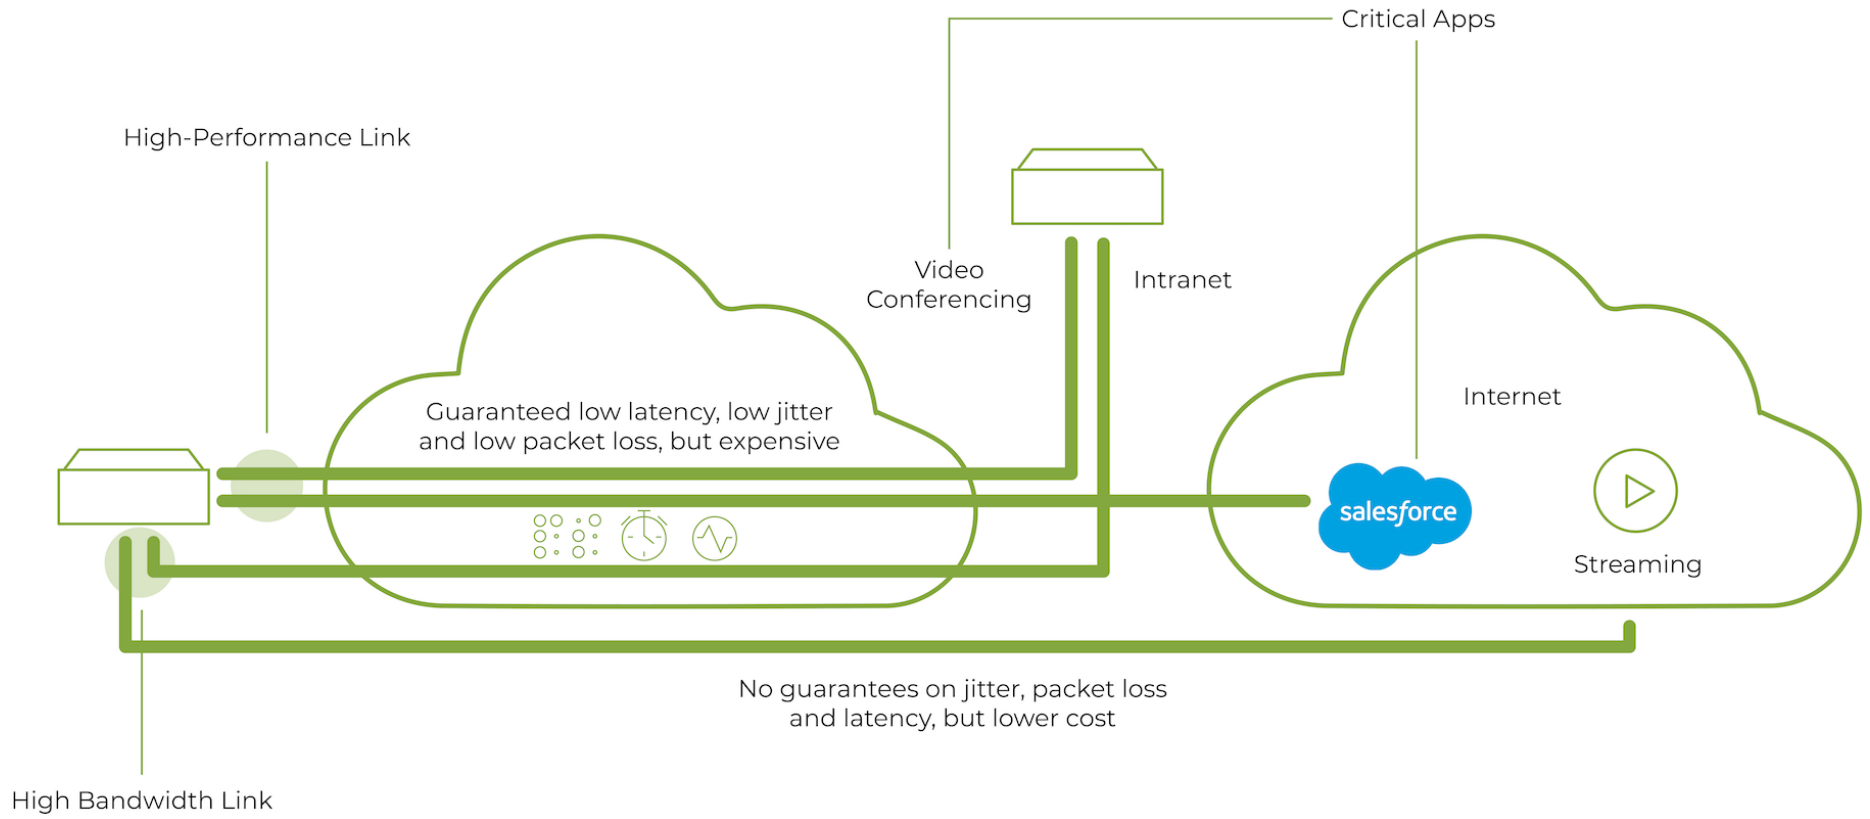 Critical Apps
High-Performance Link
Video
Conferencing
Intranet
Internet
Guaranteed low latency, low jitter
and low packet loss, but expensive
salesforce
Streaming
No guarantees on jitter, packet loss
and latency, but lower cost
High Bandwidth Link